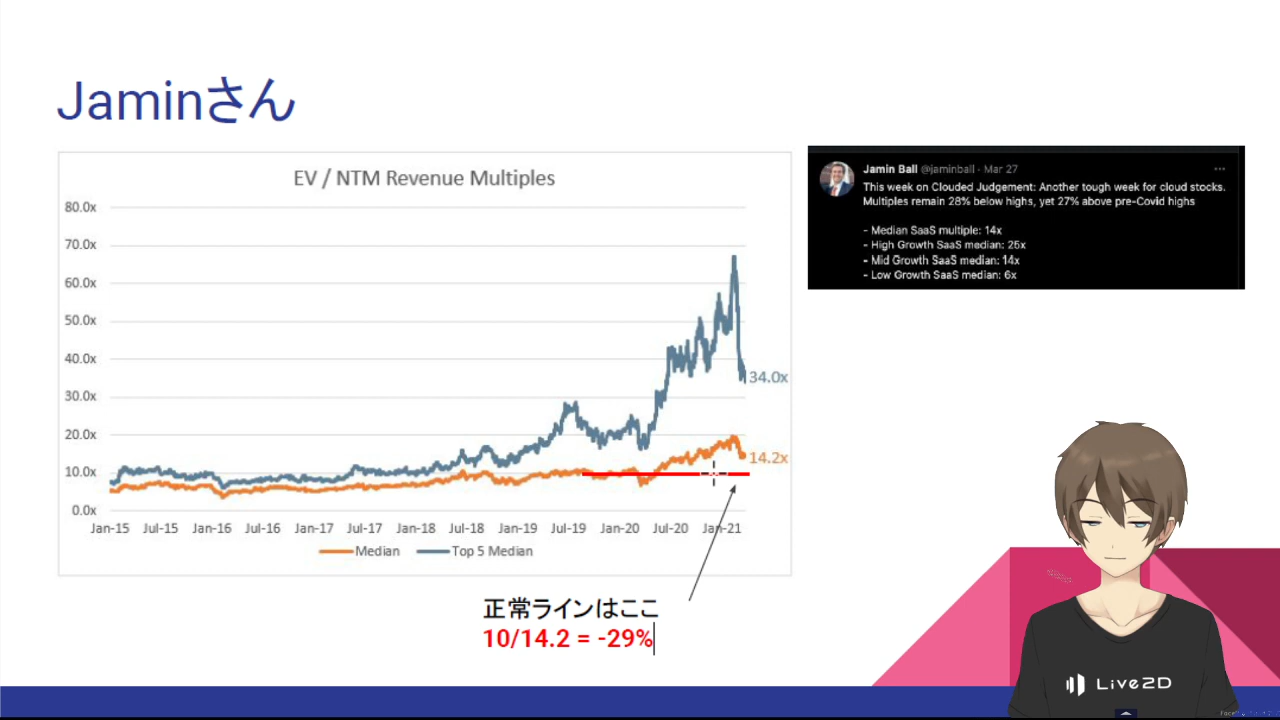 Jaminさん
EV / NTM Revenue Multiples
80.0x
70.0x
60.0x
50.0x
40.0x
30.0x
20.0x
10.0x
0.0x
34.0x
14.2x
Jan-15 Jul-15 Jan-16 Jul-16 Jan-17 Jul-17 Jan-18 Jul-18 Jan-19 Jul-19 Jan-20 Jul-20 Jan-21
Median Top 5 Median
正常ラインはここ
10/14.2 = -29%
Jamin Ball @jaminball · Mar 27
This week on Clouded Judgement: Another tough week for cloud stocks.
Multiples remain 28% below highs, yet 27% above pre-Covid highs
- Median SaaS multiple: 14x
- High Growth SaaS median: 25x
- Mid Growth SaaS median: 14x
- Low Growth SaaS median: 6x
Live2D